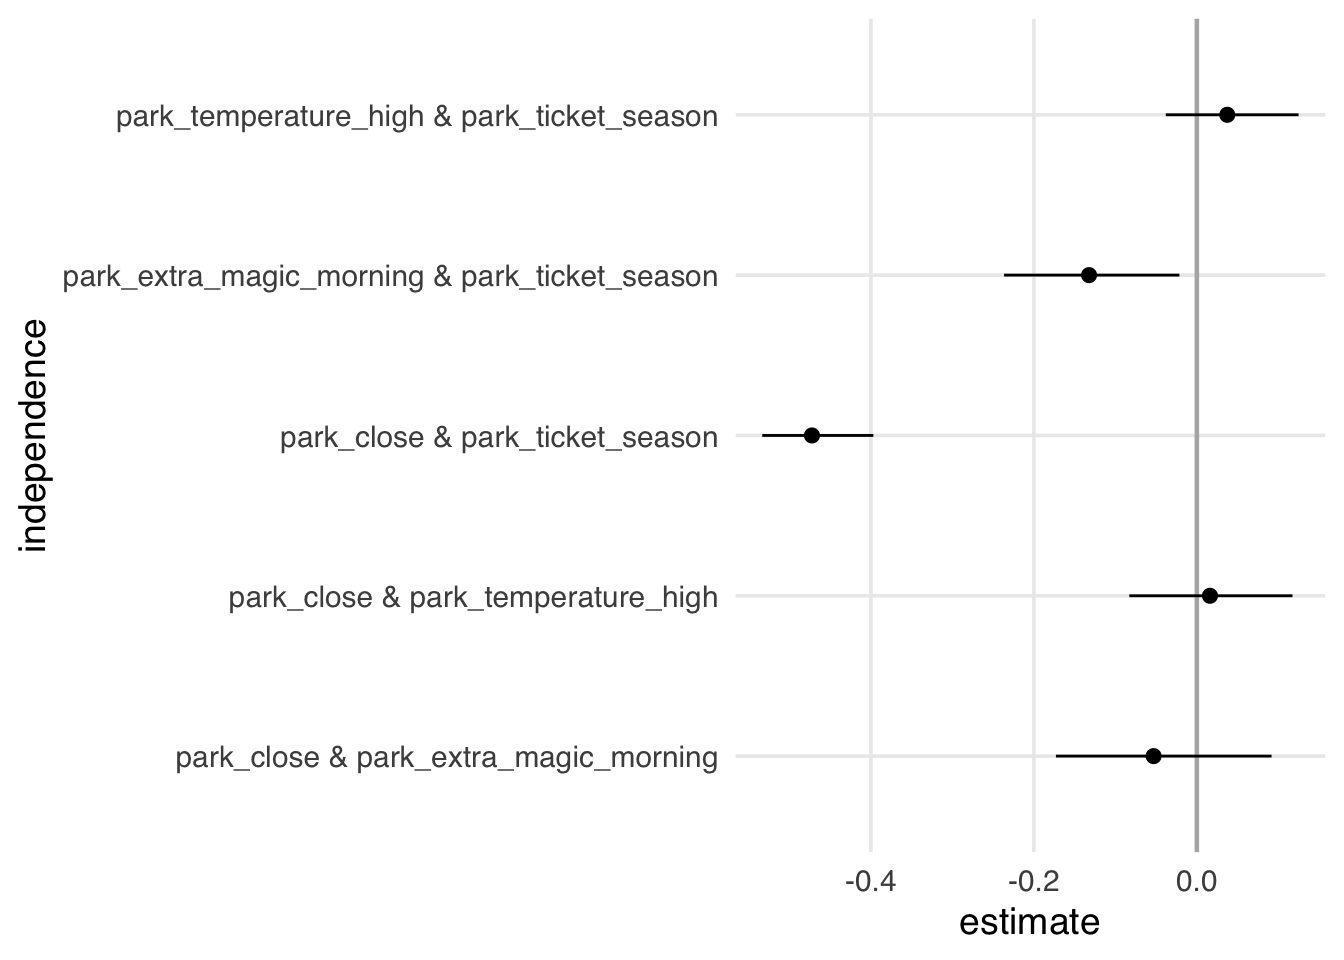 park_temperature_high & park_ticket_season
park_extra_magic_morning & park_ticket_season
park_close & park_ticket_season
park_close & park_temperature_high
park_close & park_extra_magic_morning
independence
-0.4 -0.2 0.0
estimate